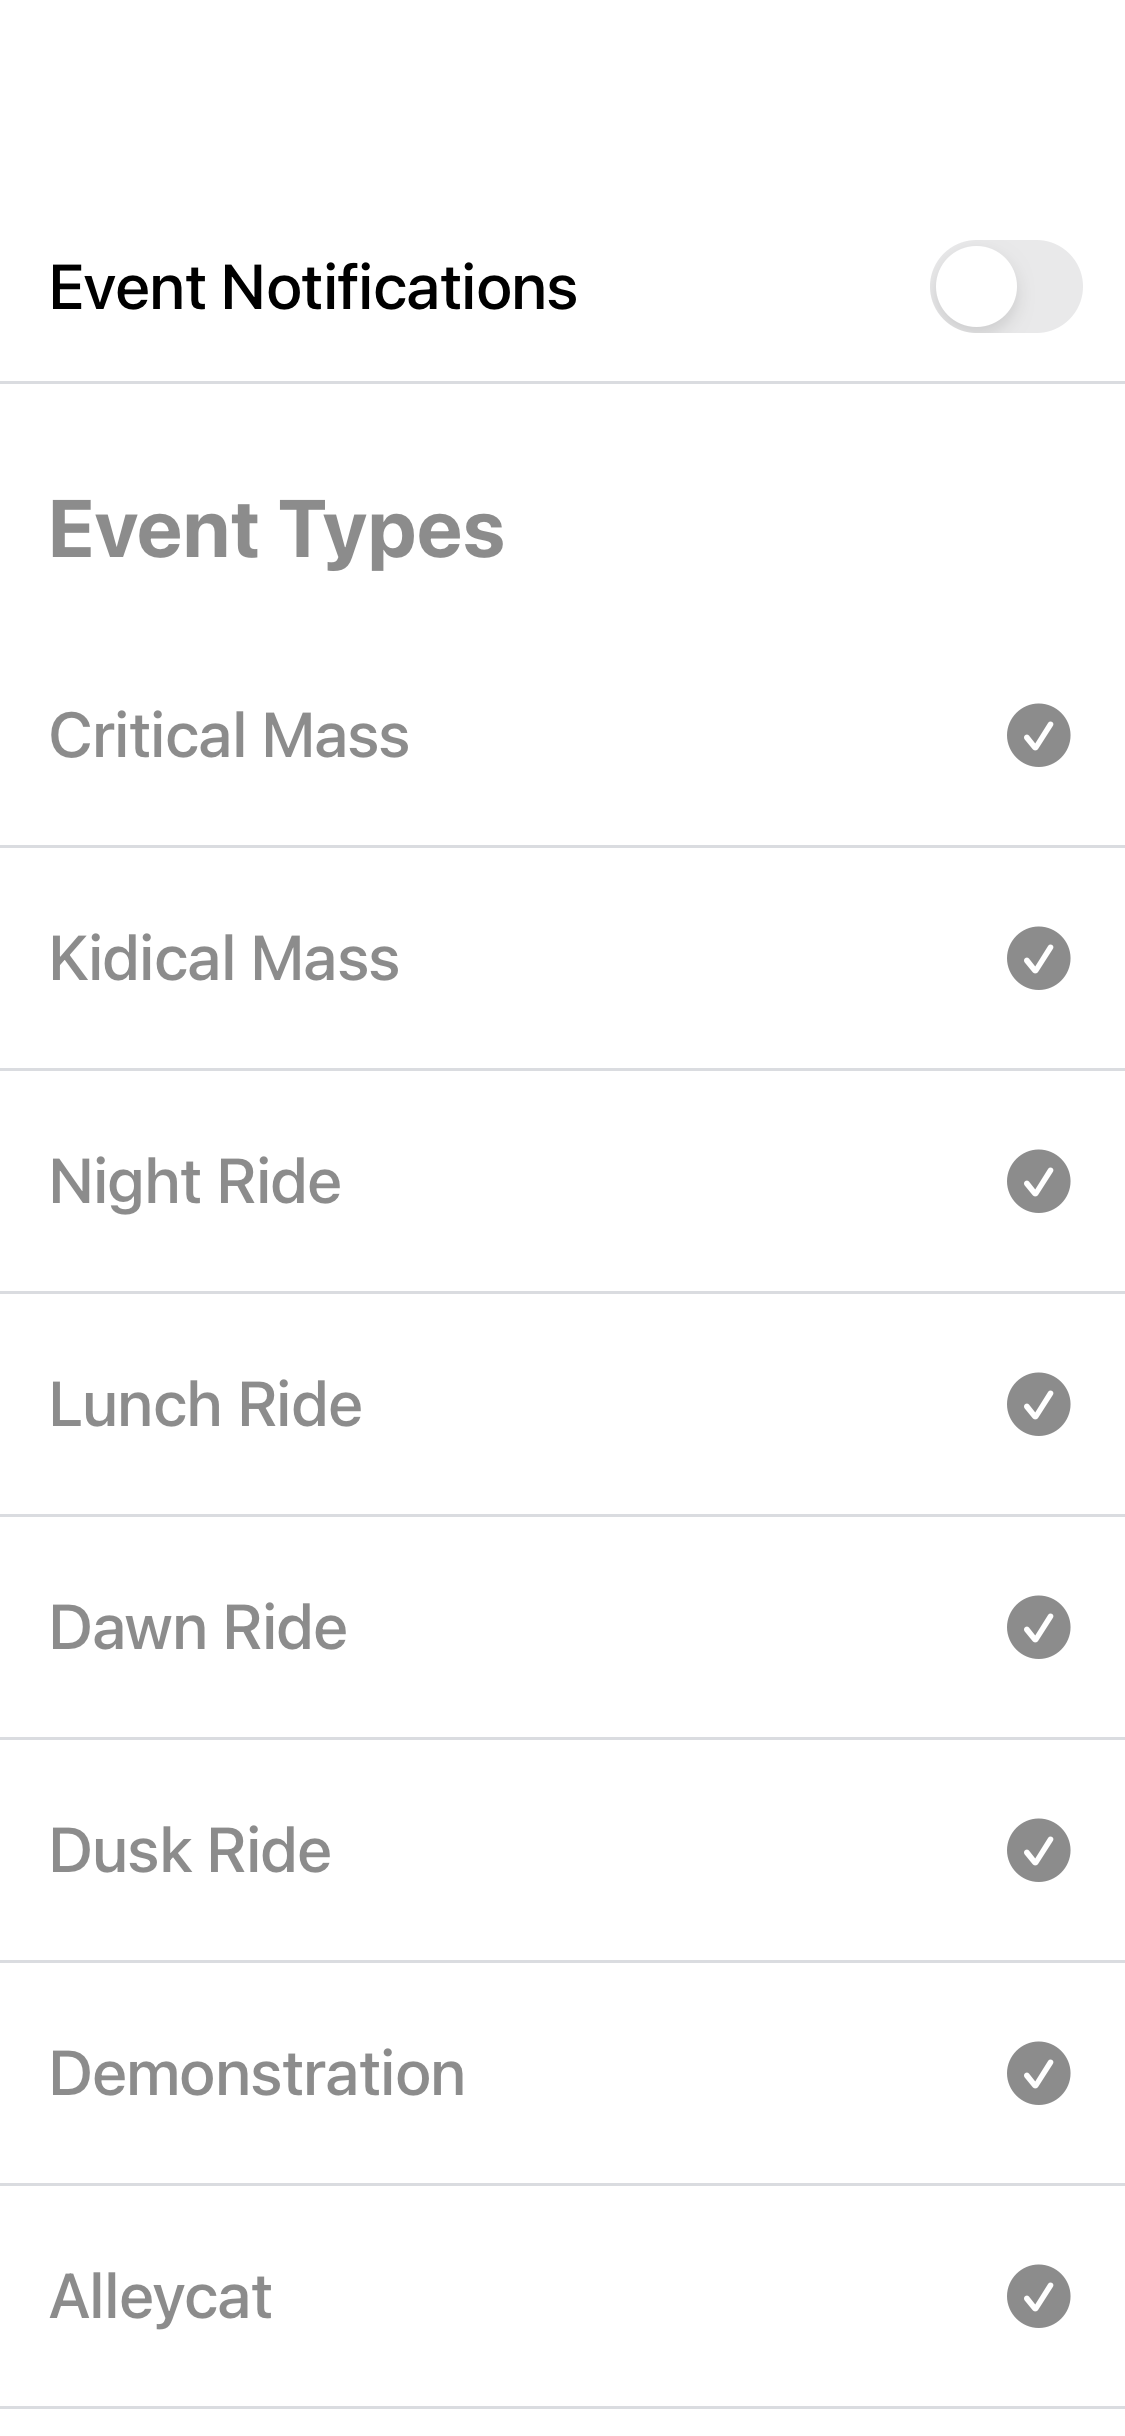 Event Notifications
Event Types
Critical Mass
Kidical Mass
Night Ride
Lunch Ride
Dawn Ride
Dusk Ride
Demonstration
Alleycat